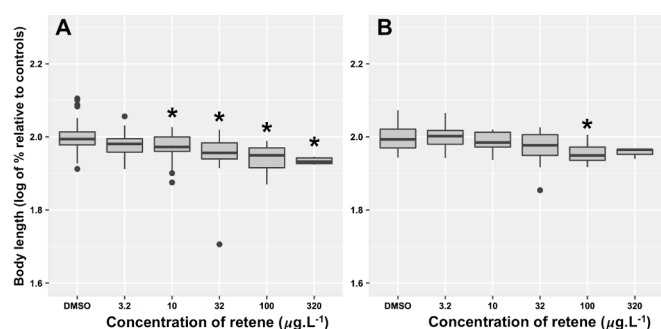 A
B
Body length (log of % relative to controls)
2.2
2.0
1.8
1.6
2.2
2.0
1.8
1.6
* * * *
*
DMSO 3.2 10 32 100 320
DMSO 3.2 10 32 100 320
Concentration of retene (µg.L⁻¹)
Concentration of retene (µg.L⁻¹)